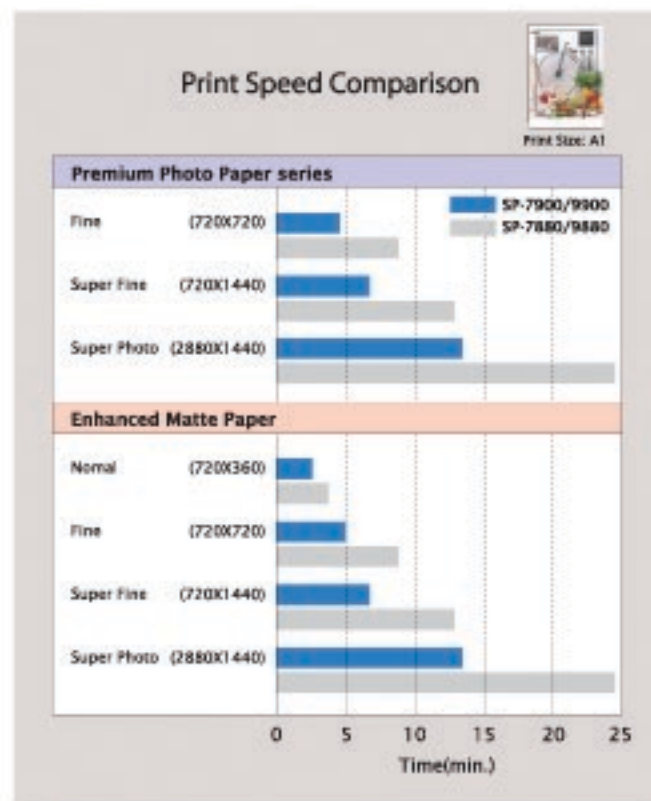 Print Speed Comparison
Print Size: A1
Premium Photo Paper series
SP-7900/9900
SP-7880/9880
Fine (720X720)
Super Fine (720X1440)
Super Photo (2880X1440)
Enhanced Matte Paper
Nomal (720X360)
Fine (720X720)
Super Fine (720X1440)
Super Photo (2880X1440)
0 5 10 15 20 25
Time(min.)